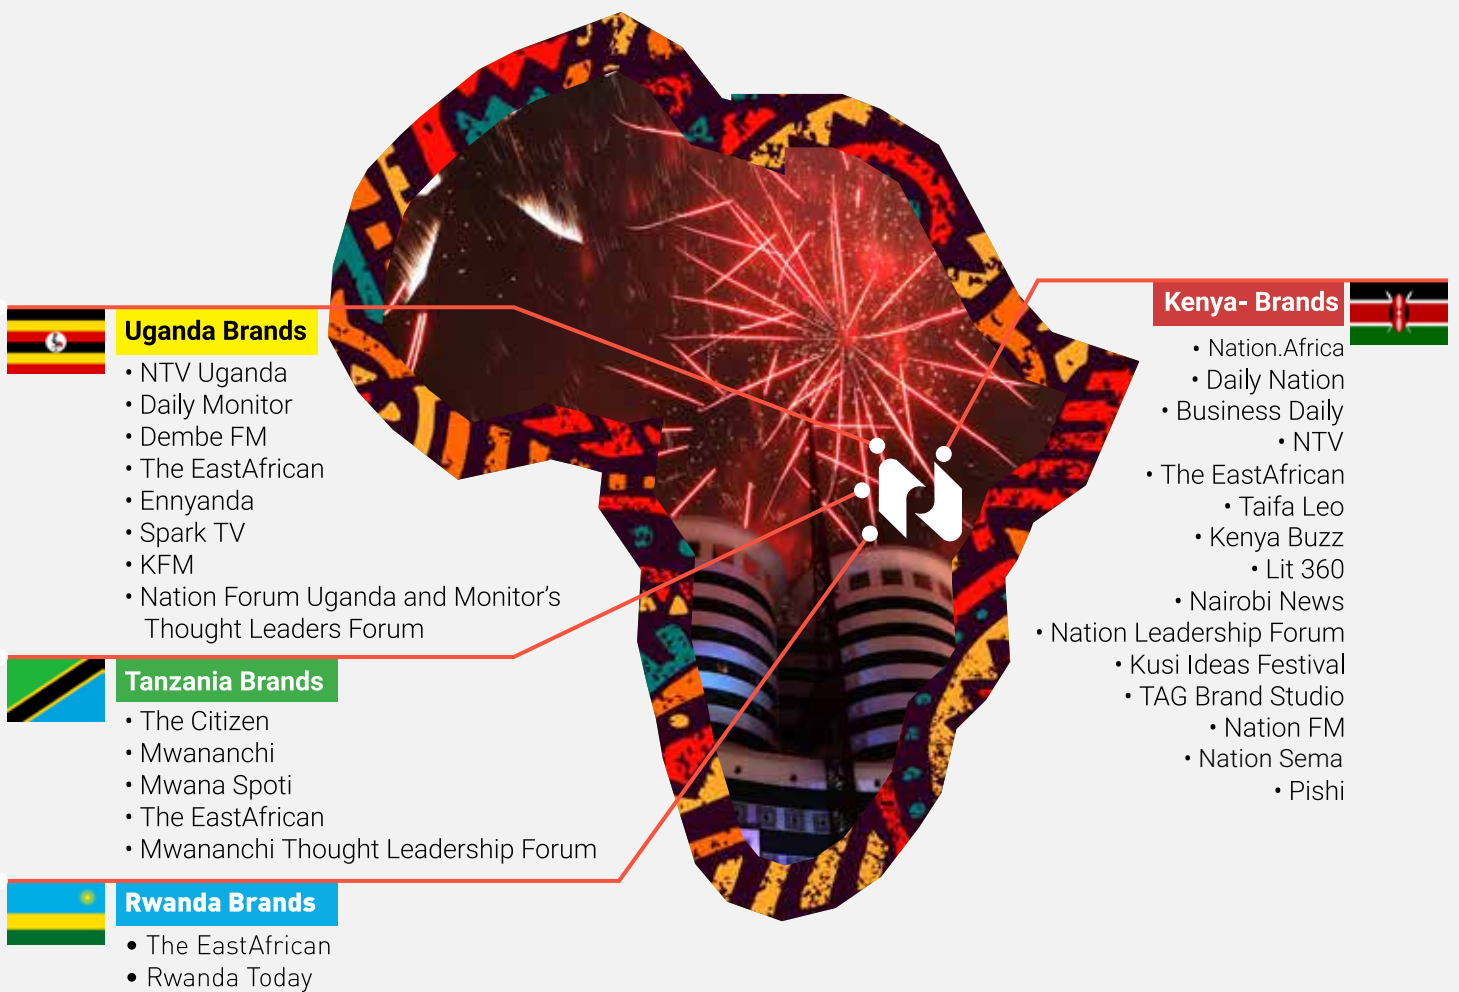 Uganda Brands
• NTV Uganda
• Daily Monitor
• Dembe FM
• The EastAfrican
• Ennyanda
• Spark TV
• KFM
• Nation Forum Uganda and Monitor’s
Thought Leaders Forum
Tanzania Brands
• The Citizen
• Mwananchi
• Mwana Spoti
• The EastAfrican
• Mwananchi Thought Leadership Forum
Rwanda Brands
• The EastAfrican
• Rwanda Today
Kenya- Brands
• Nation.Africa
• Daily Nation
• Business Daily
• NTV
• The EastAfrican
• Taifa Leo
• Kenya Buzz
• Lit 360
• Nairobi News
• Nation Leadership Forum
• Kusi Ideas Festival
• TAG Brand Studio
• Nation FM
• Nation Sema
• Pishi